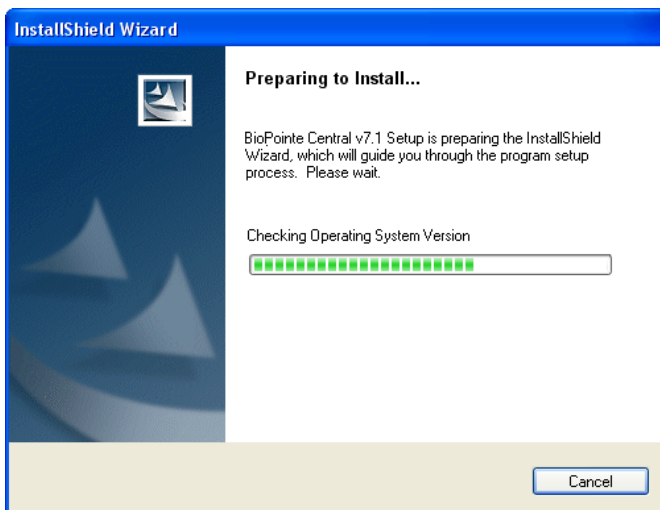 InstallShield Wizard
Preparing to Install...
BioPointe Central v7.1 Setup is preparing the InstallShield
Wizard, which will guide you through the program setup
process. Please wait.
Checking Operating System Version
Cancel